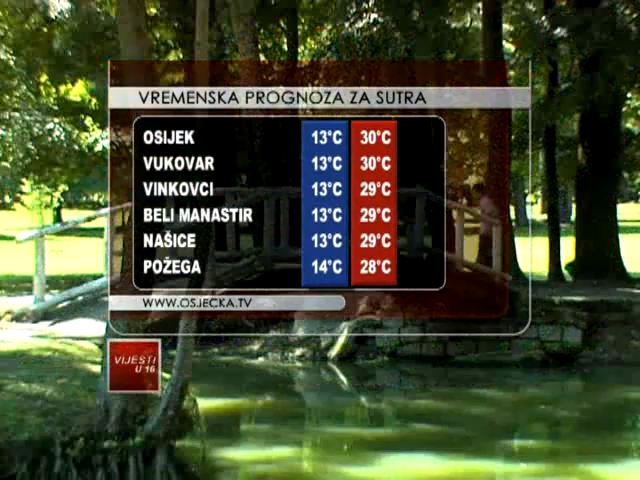 VREMENSKA PROGNOZA ZA SUTRA
OSIJEK 13°C 30°C
VUKOVAR 13°C 30°C
VINKOVCI 13°C 29°C
BELI MANASTIR 13°C 29°C
NAŠICE 13°C 29°C
POŽEGA 14°C 28°C
WWW.OSJECKA.TV
VIJESTI
U 16